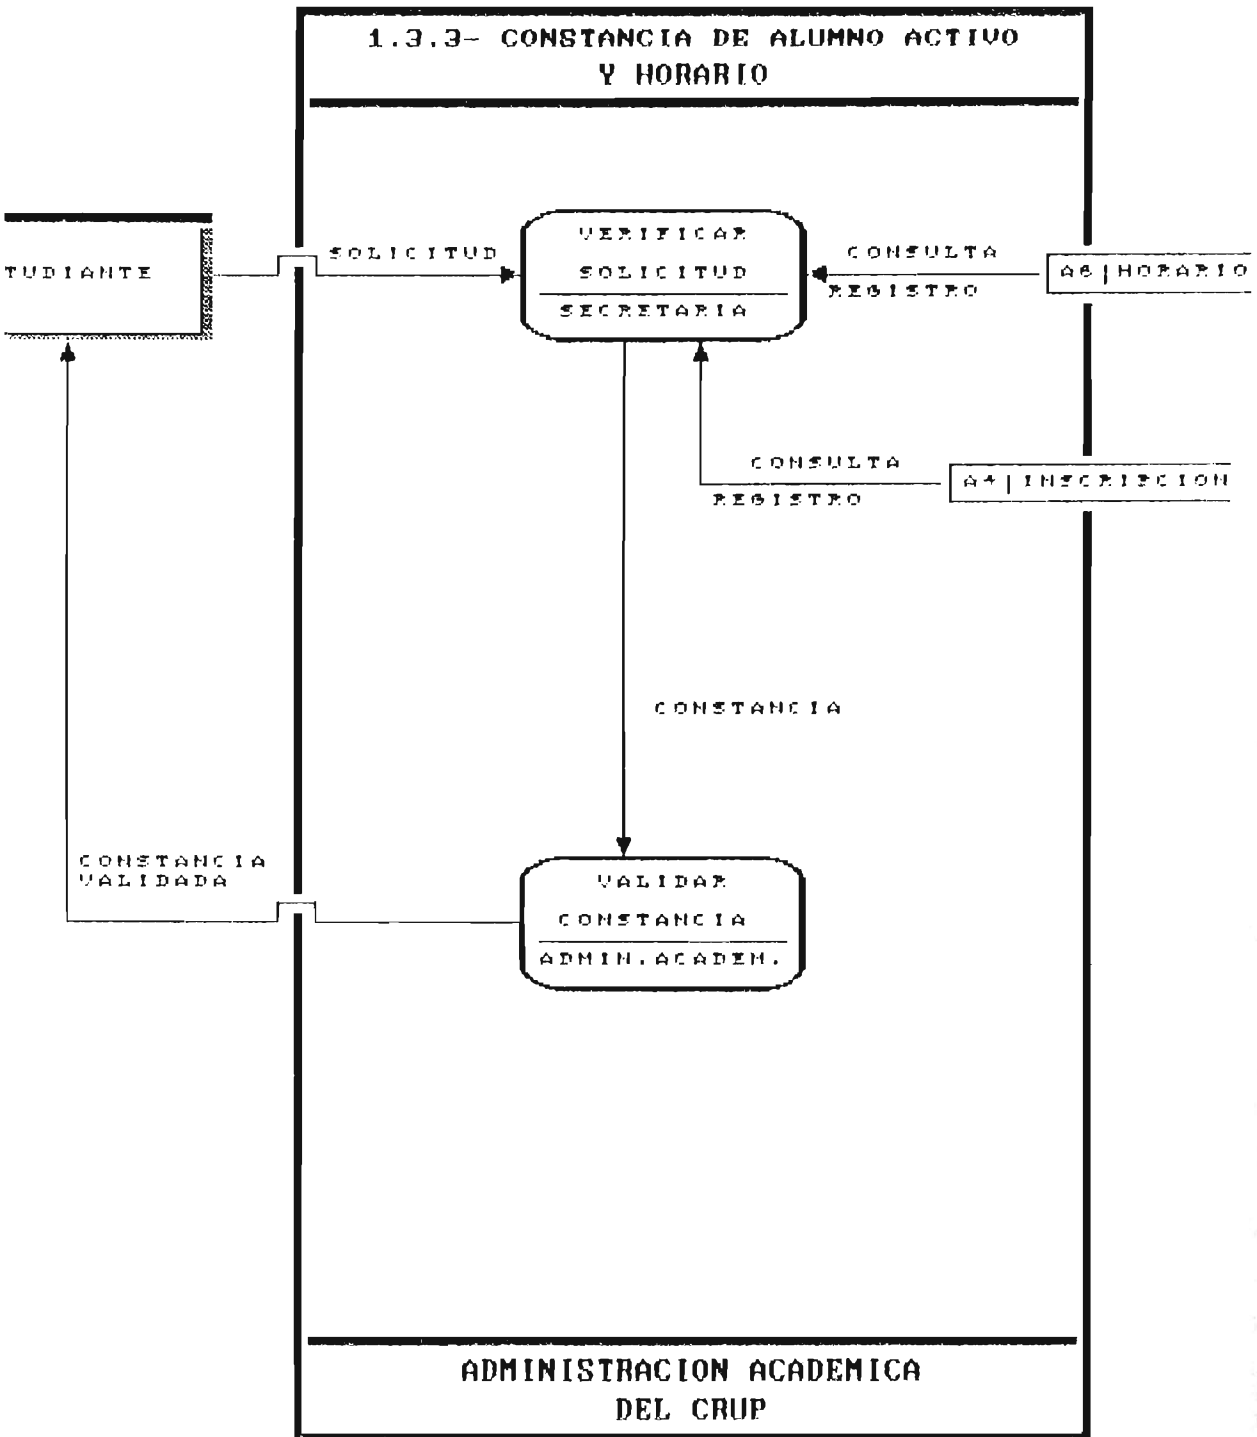 1.3.3- CONSTANCIA DE ALUMNO ACTIVO
Y HORARIO
TUDIANTE
SOLICITUD
VERIFICAR
SOLICITUD
SECRETARIA
CONSULTA
REGISTRO
A6|HORARIO
CONSULTA
REGISTRO
A4|INSCRIPCION
CONSTANCIA
CONSTANCIA
VALIDADA
VALIDAR
CONSTANCIA
ADMIN.ACADEM.
ADMINISTRACION ACADEMICA
DEL CRUP